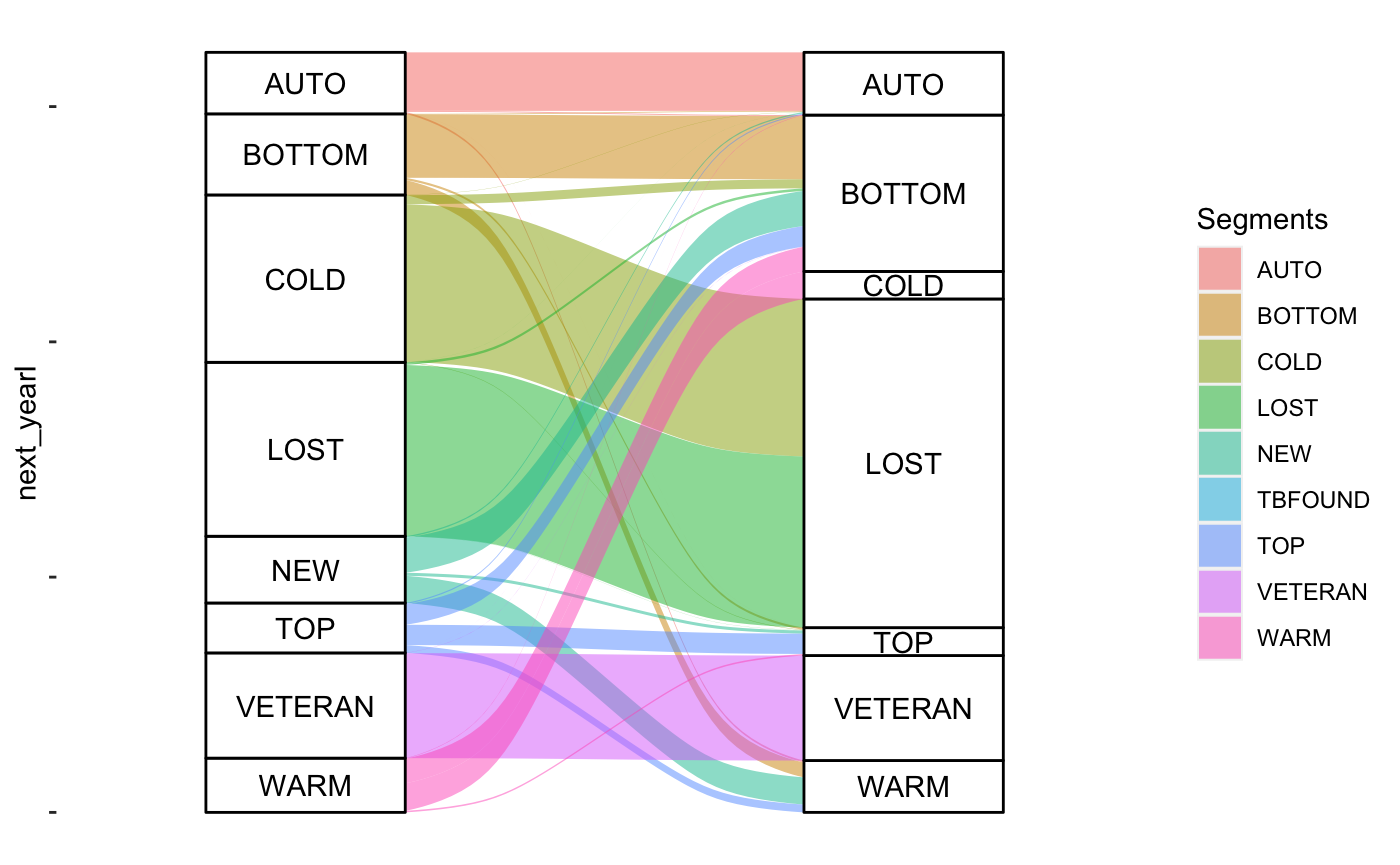 next_yearl
AUTO
BOTTOM
COLD
LOST
NEW
TOP
VETERAN
WARM
AUTO
BOTTOM
COLD
LOST
TOP
VETERAN
WARM
Segments
AUTO
BOTTOM
COLD
LOST
NEW
TBFOUND
TOP
VETERAN
WARM